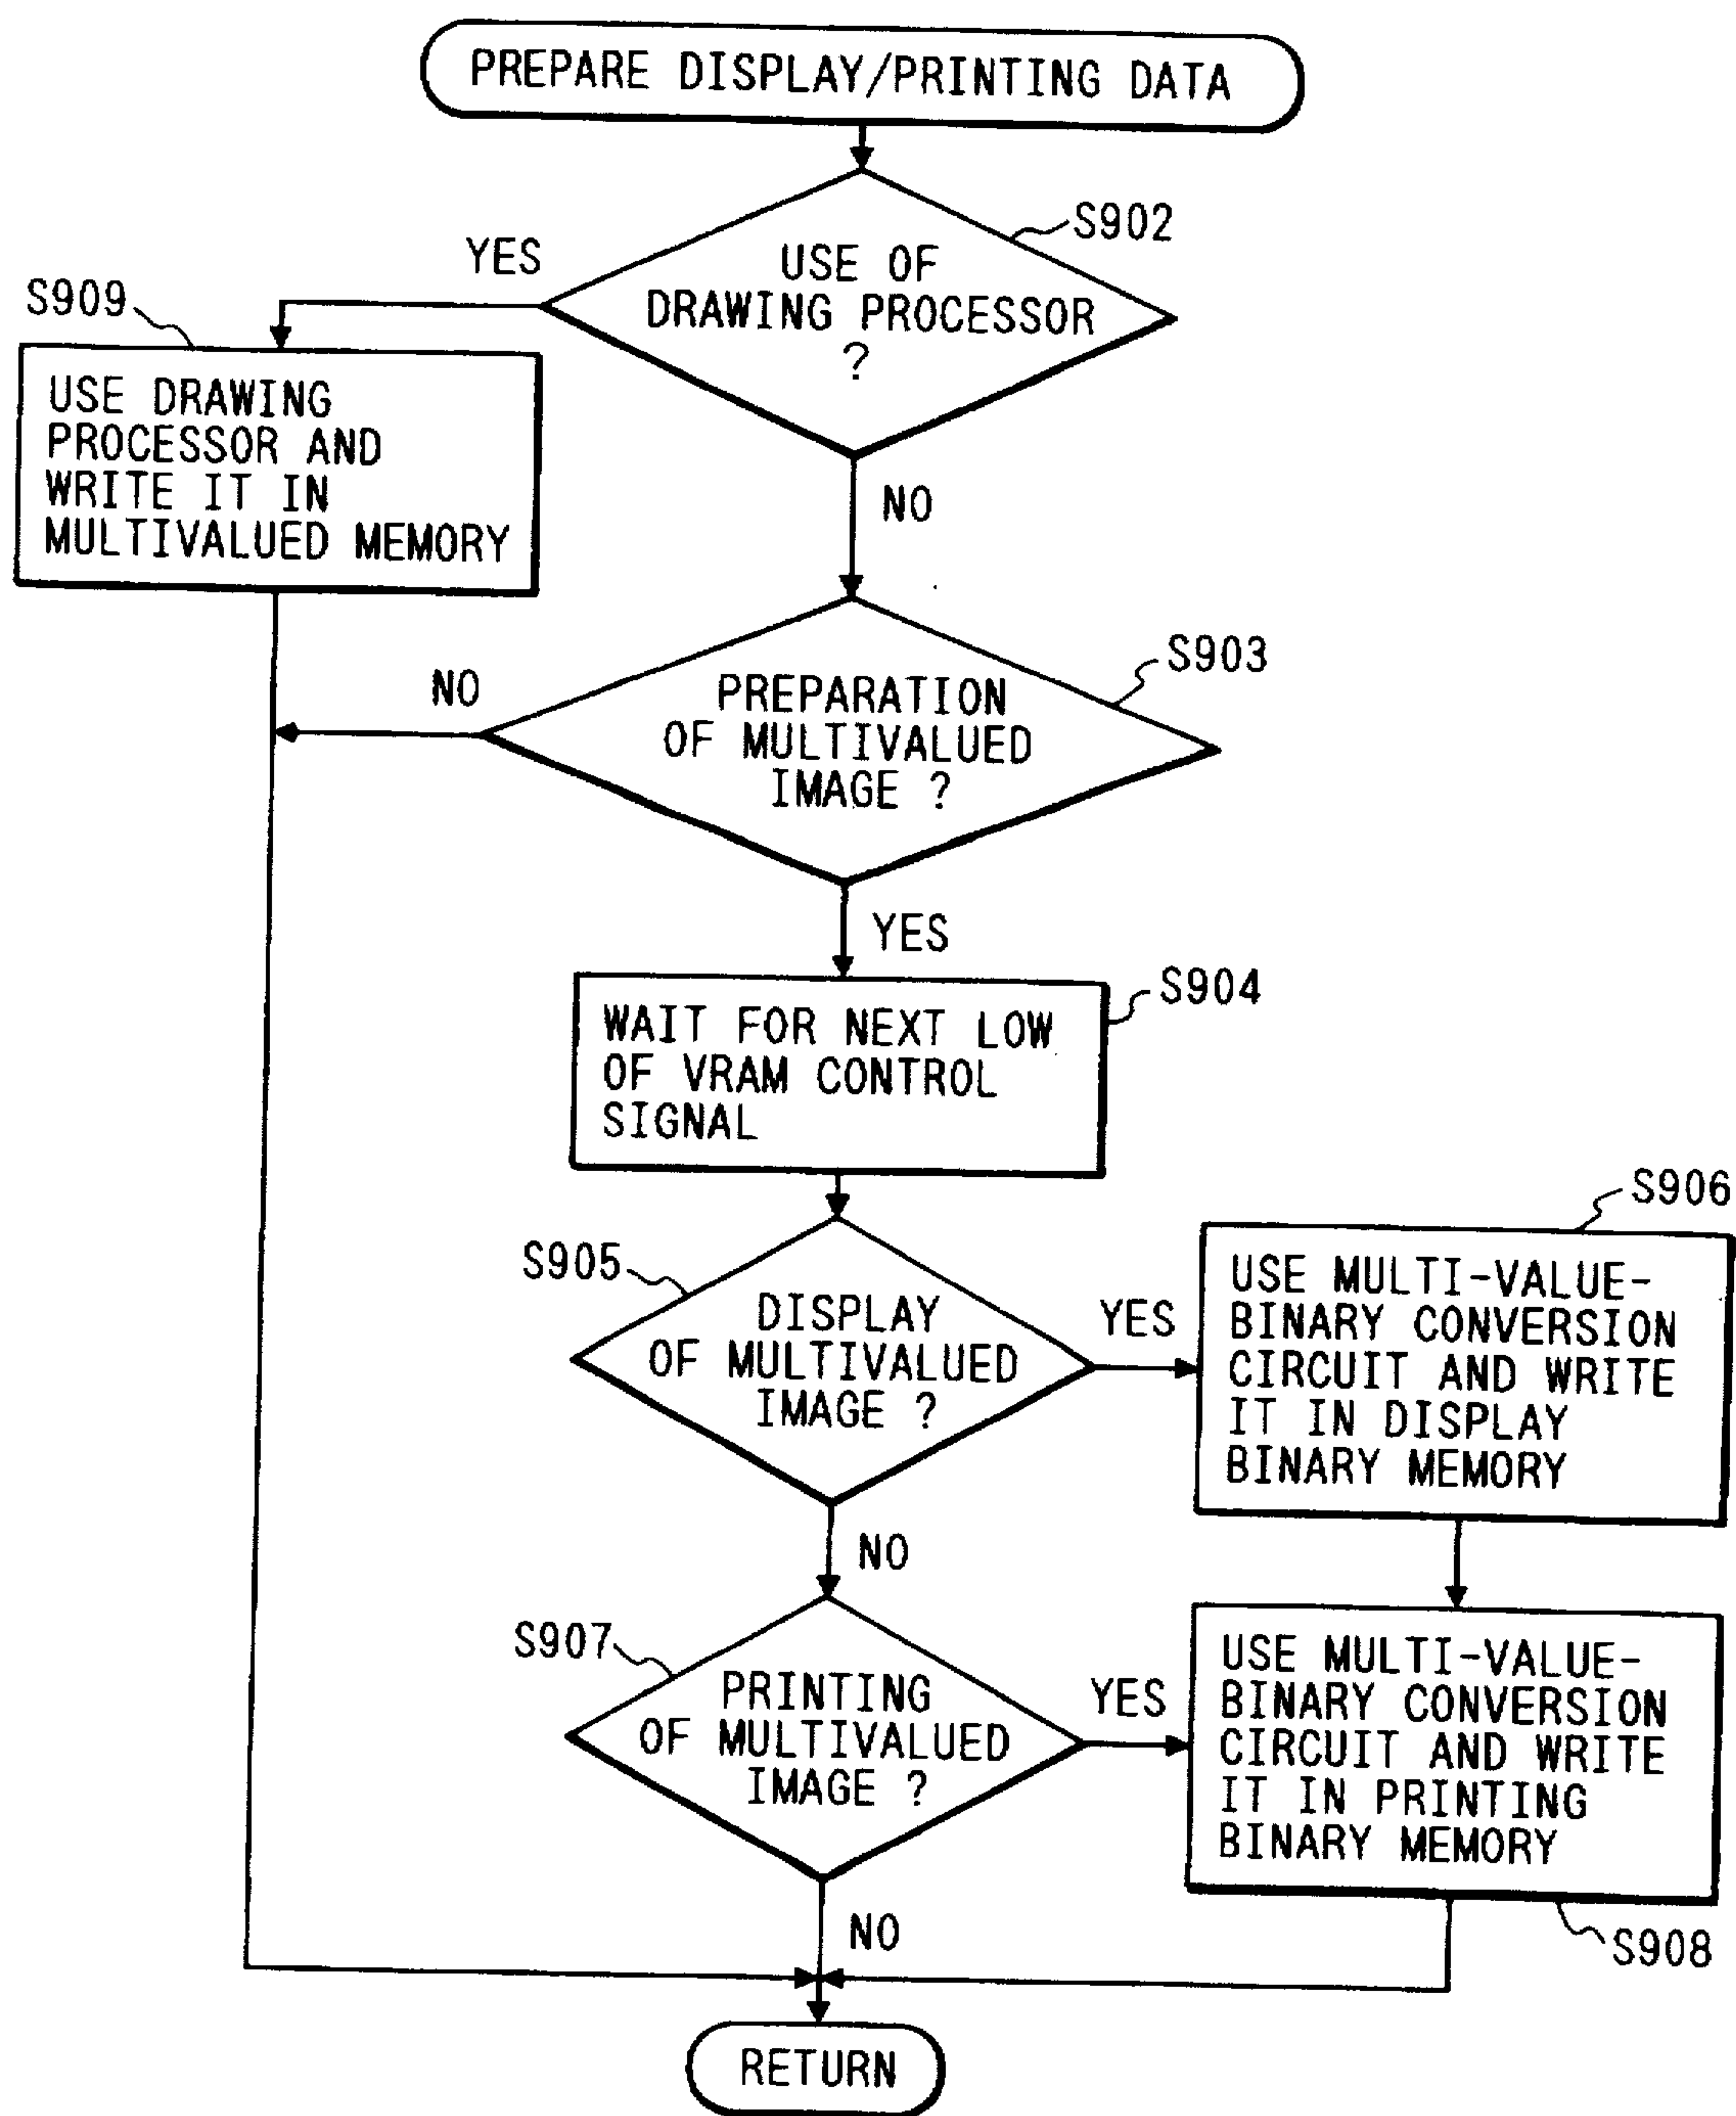 PREPARE DISPLAY/PRINTING DATA
S902
YES
USE OF
DRAWING PROCESSOR
?
S909
USE DRAWING
PROCESSOR AND
WRITE IT IN
MULTIVALUED MEMORY
NO
S903
NO
PREPARATION
OF MULTIVALUED
IMAGE ?
YES
S904
WAIT FOR NEXT LOW
OF VRAM CONTROL
SIGNAL
S905
DISPLAY
OF MULTIVALUED
IMAGE ?
YES
S906
USE MULTI-VALUE-
BINARY CONVERSION
CIRCUIT AND WRITE
IT IN DISPLAY
BINARY MEMORY
NO
S907
PRINTING
OF MULTIVALUED
IMAGE ?
YES
USE MULTI-VALUE-
BINARY CONVERSION
CIRCUIT AND WRITE
IT IN PRINTING
BINARY MEMORY
S908
NO
RETURN